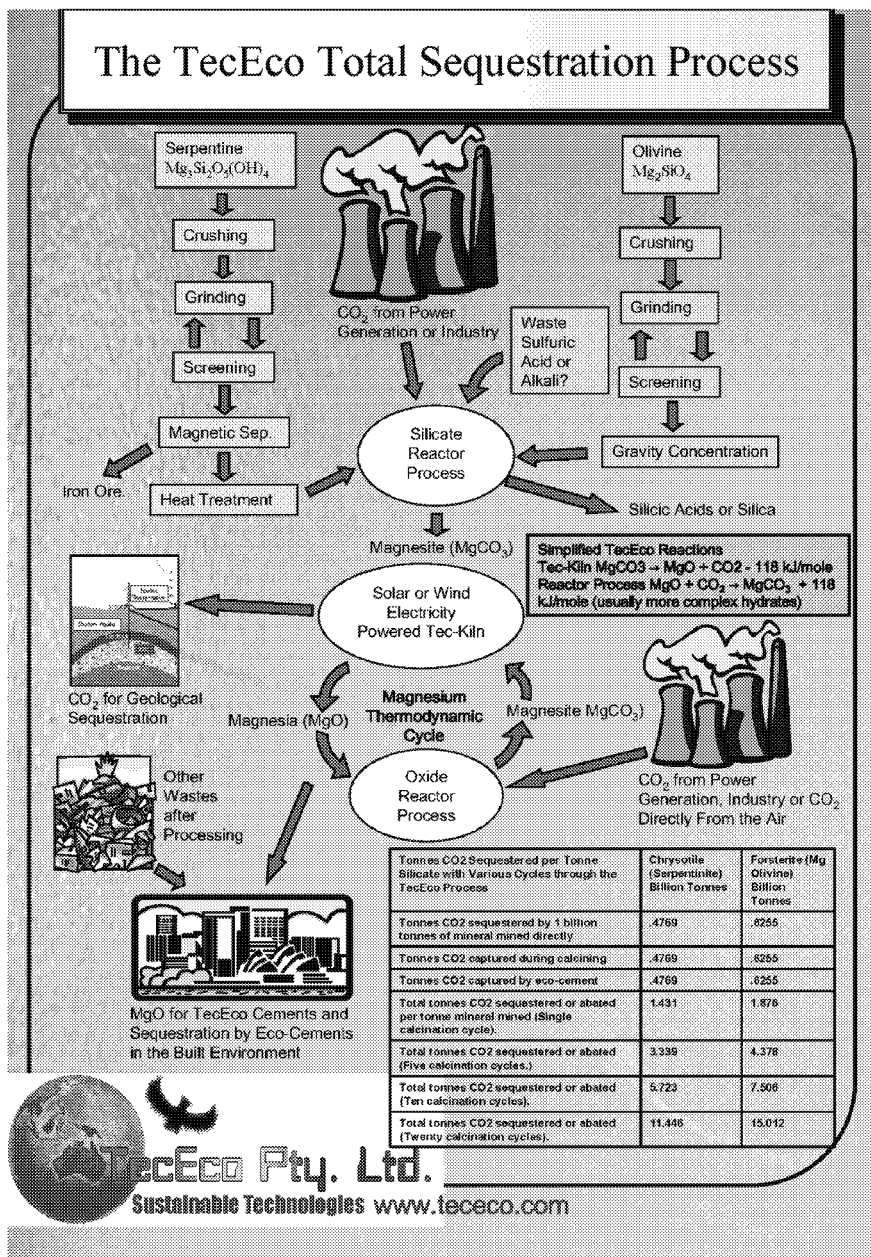 The TecEco Total Sequestration Process
Serpentine
Mg₃Si₂O₅(OH)₄
Crushing
Grinding
Screening
Magnetic Sep.
Iron Ore.
Heat Treatment
CO₂ from Power
Generation or Industry
Waste
Sulfuric
Acid or
Alkali?
Olivine
Mg₂SiO₄
Crushing
Grinding
Screening
Gravity Concentration
Silicate
Reactor
Process
Silicic Acids or Silica
Magnesite (MgCO₃)
Simplified TecEco Reactions
Tec-Kiln MgCO3 → MgO + CO2 - 118 kJ/mole
Reactor Process MgO + CO₂ → MgCO₃ + 118
kJ/mole (usually more complex hydrates)
Solar or Wind
Electricity
Powered Tec-Kiln
CO₂ for Geological
Sequestration
Magnesia (MgO)
Magnesium
Thermodynamic
Cycle
Magnesite MgCO₃)
Oxide
Reactor
Process
CO₂ from Power
Generation, Industry or CO₂
Directly From the Air
Other
Wastes
after
Processing
MgO for TecEco Cements and
Sequestration by Eco-Cements
in the Built Environment
Tonnes CO2 Sequestered per Tonne
Silicate with Various Cycles through the
TecEco Process
Chrysotile
(Serpentinite)
Billion Tonnes
Forsterite (Mg
Olivine)
Billion
Tonnes
Tonnes CO2 sequestered by 1 billion
tonnes of mineral mined directly
.4769
.6255
Tonnes CO2 captured during calcining
.4769
.6255
Tonnes CO2 captured by eco-cement
.4769
.6255
Total tonnes CO2 sequestered or abated
per tonne mineral mined (Single
calcination cycle).
1.431
1.876
Total tonnes CO2 sequestered or abated
(Five calcination cycles.)
3.339
4.378
Total tonnes CO2 sequestered or abated
(Ten calcination cycles).
5.723
7.506
Total tonnes CO2 sequestered or abated
(Twenty calcination cycles).
11.446
15.012
TecEco Pty. Ltd.
Sustainable Technologies www.tececo.com